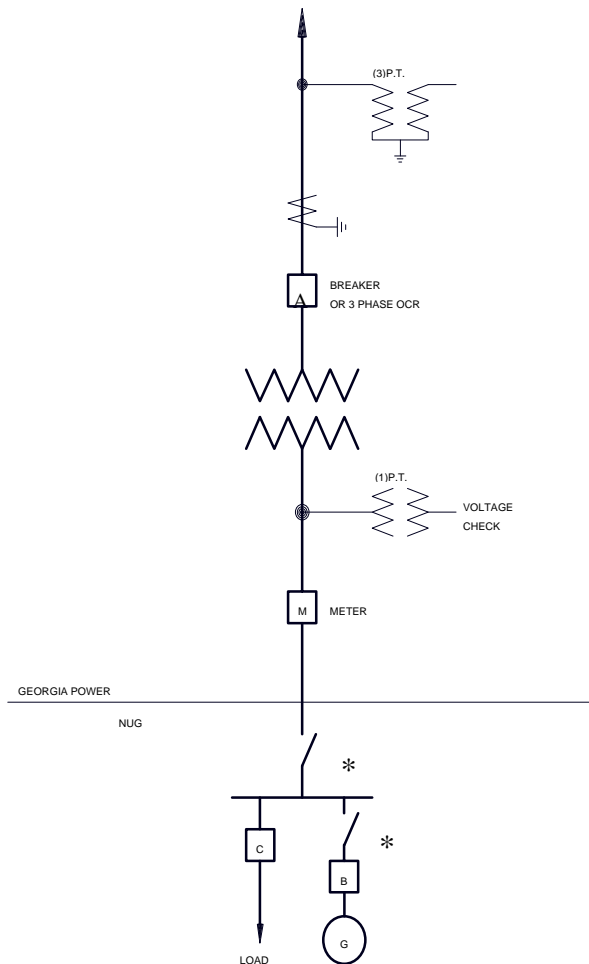 (3)P.T.
A
BREAKER
OR 3 PHASE OCR
(1)P.T.
VOLTAGE
CHECK
M
METER
GEORGIA POWER
NUG
*
*
C
B
G
LOAD